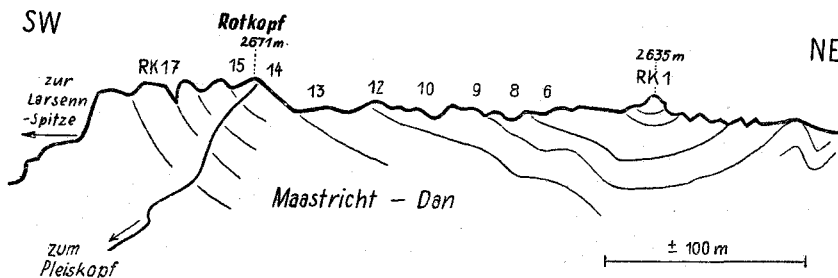 SW
Rotkopf
2671m.
RK17
15
14
13
12
10
9
8
6
2635m
RK1
NE
zur
Larsenn
-Spitze
Maastricht – Dan
zum
Pleiskopf
± 100 m